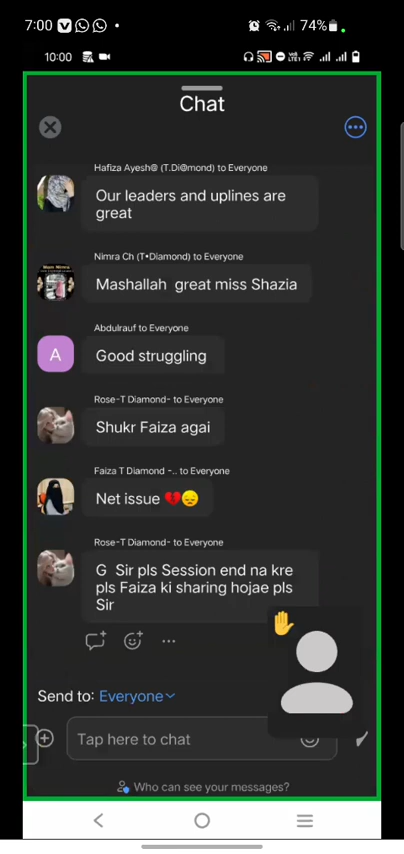 7:00 74%
10:00
Chat
Hafiza Ayesh@ (T.Di@mond) to Everyone
Our leaders and uplines are
great
Nimra Ch (T•Diamond) to Everyone
Mashallah great miss Shazia
Abdulrauf to Everyone
A
Good struggling
Rose-T Diamond- to Everyone
Shukr Faiza agai
Faiza T Diamond -.. to Everyone
Net issue 💔😞
Rose-T Diamond- to Everyone
G Sir pls Session end na kre
pls Faiza ki sharing hojae pls
Sir
Send to: Everyone
Tap here to chat
Who can see your messages?